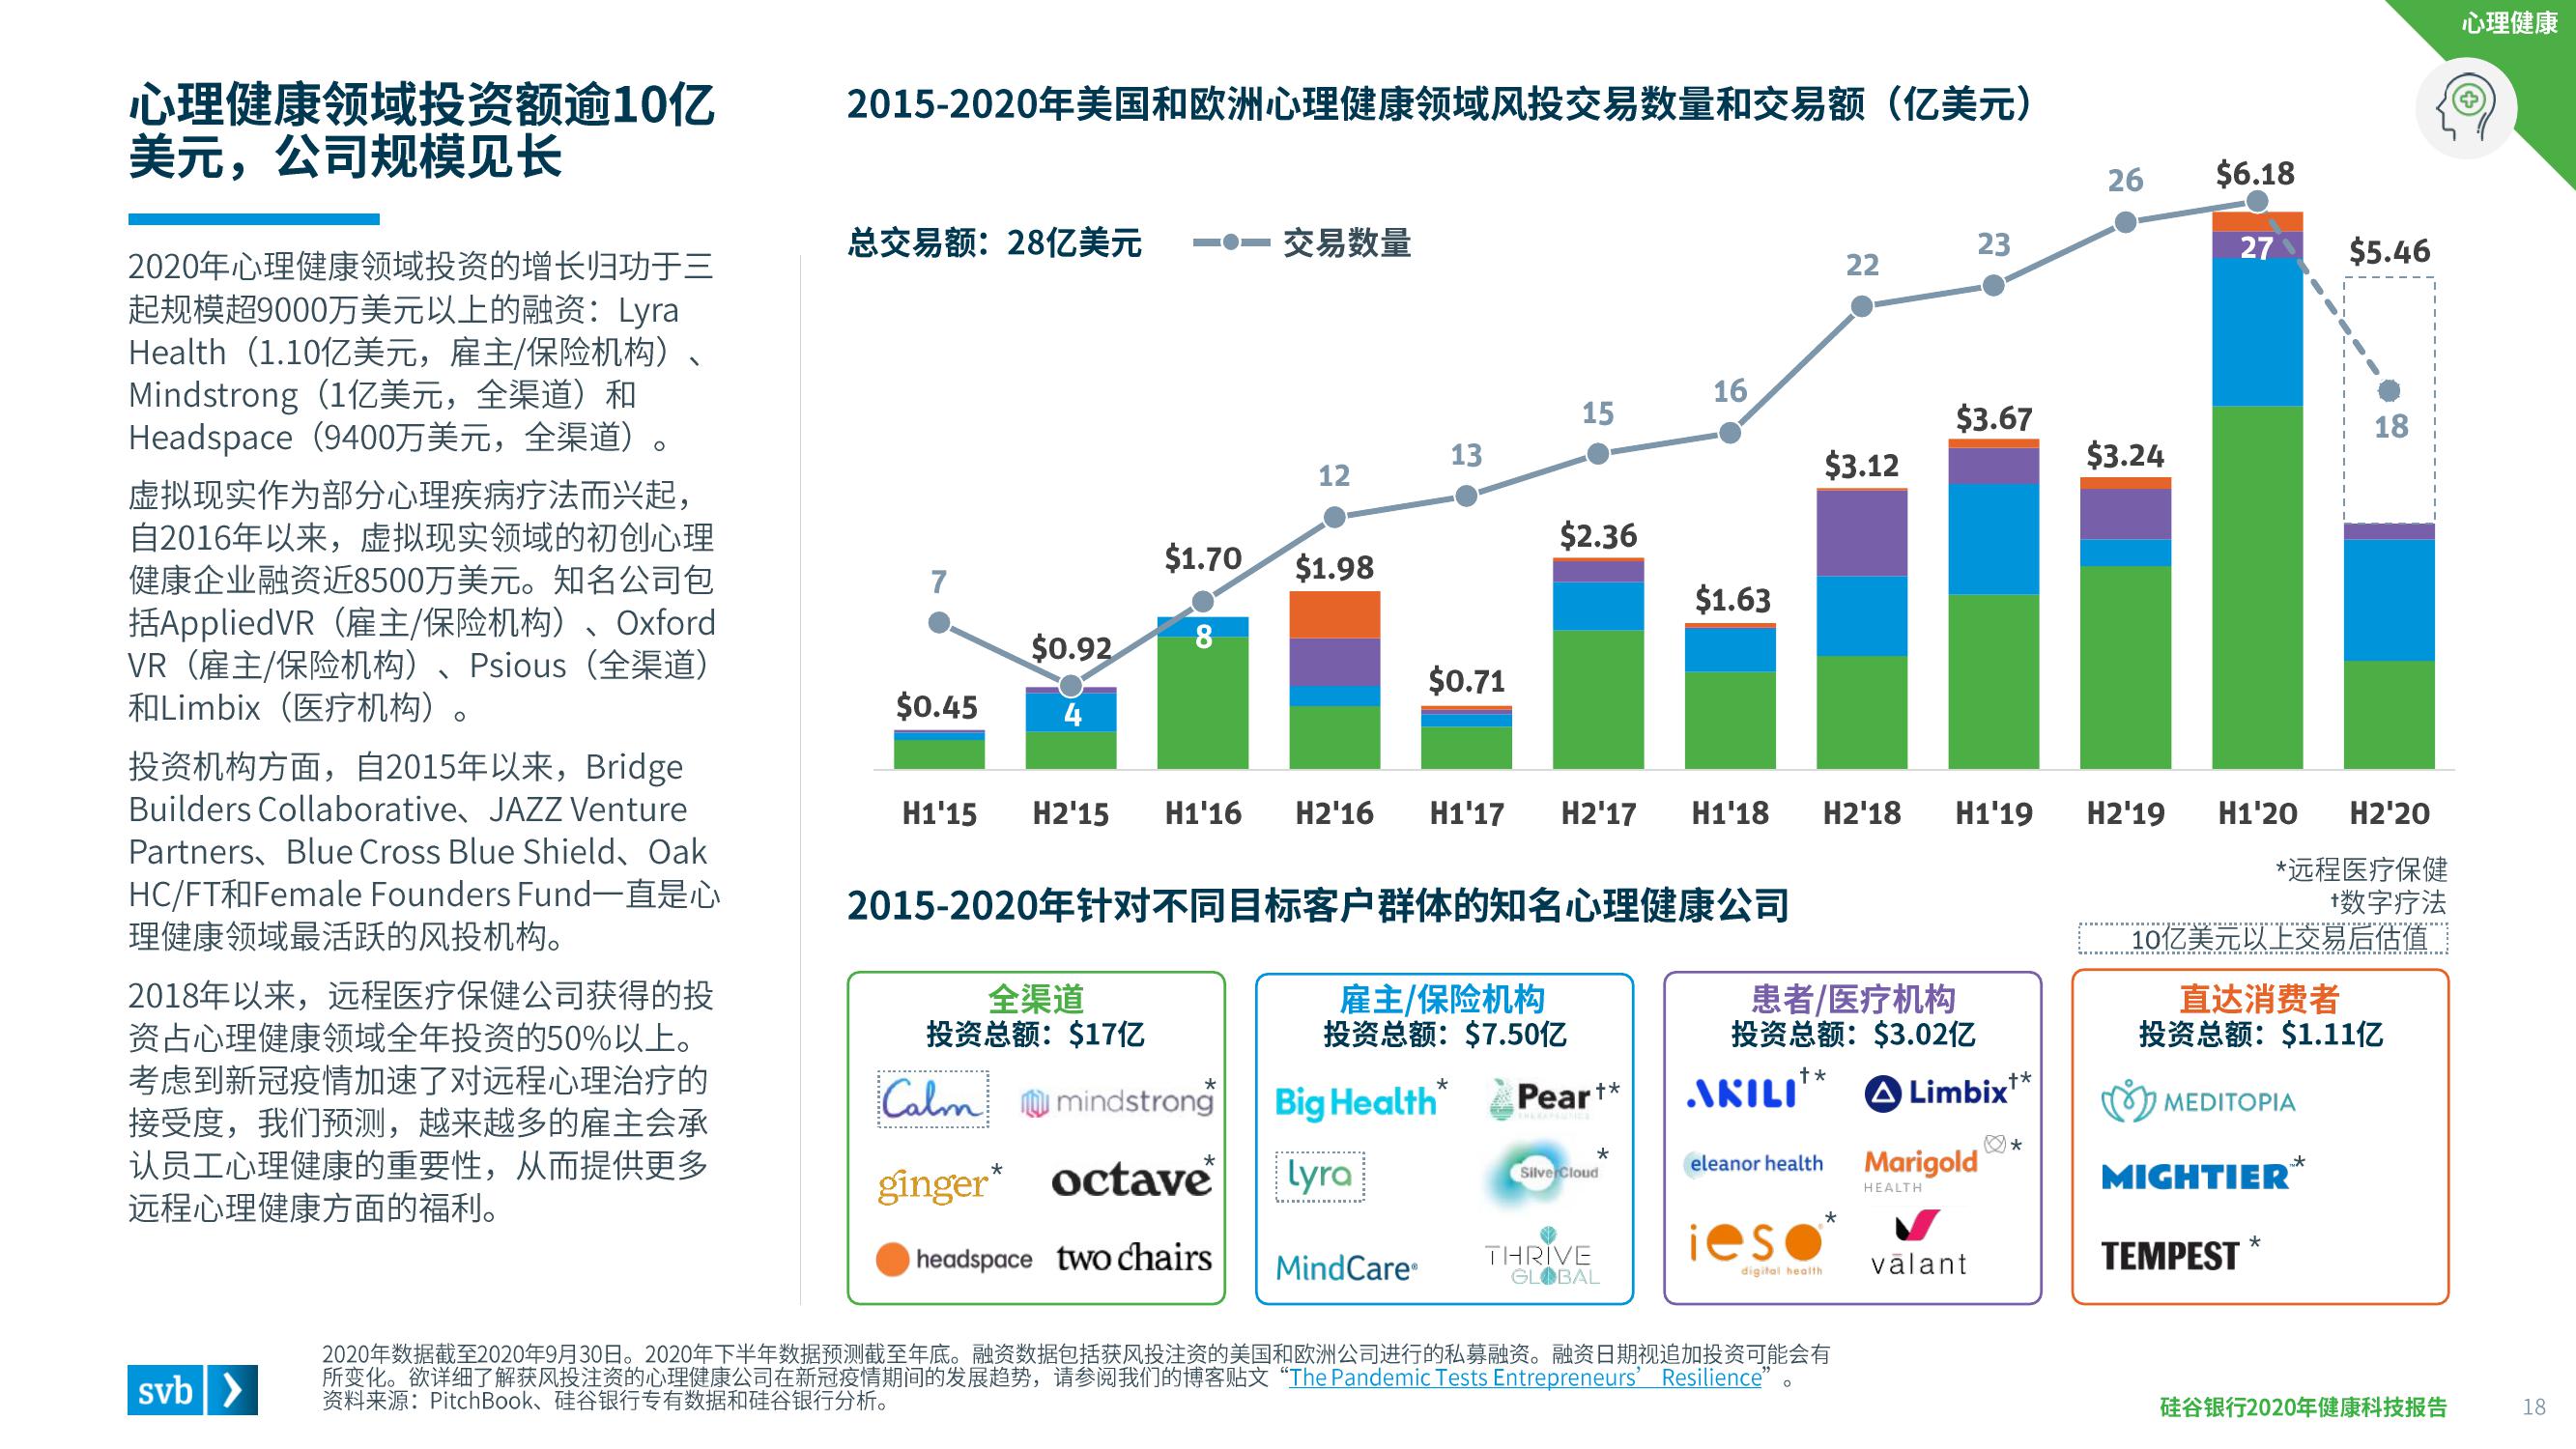 心理健康
心理健康领域投资额逾10亿
美元，公司规模见长
2020年心理健康领域投资的增长归功于三
起规模超9000万美元以上的融资：Lyra
Health（1.10亿美元，雇主/保险机构）、
Mindstrong（1亿美元，全渠道）和
Headspace（9400万美元，全渠道）。
虚拟现实作为部分心理疾病疗法而兴起，
自2016年以来，虚拟现实领域的初创心理
健康企业融资近8500万美元。知名公司包
括AppliedVR（雇主/保险机构）、Oxford
VR（雇主/保险机构）、Psious（全渠道）
和Limbix（医疗机构）。
投资机构方面，自2015年以来，Bridge
Builders Collaborative、JAZZ Venture
Partners、Blue Cross Blue Shield、Oak
HC/FT和Female Founders Fund一直是心
理健康领域最活跃的风投机构。
2018年以来，远程医疗保健公司获得的投
资占心理健康领域全年投资的50%以上。
考虑到新冠疫情加速了对远程心理治疗的
接受度，我们预测，越来越多的雇主会承
认员工心理健康的重要性，从而提供更多
远程心理健康方面的福利。
2015-2020年美国和欧洲心理健康领域风投交易数量和交易额（亿美元）
总交易额：28亿美元 交易数量
7 4 8 12 13 15 16 22 23 26 27 18
$0.45 $0.92 $1.70 $1.98 $0.71 $2.36 $1.63 $3.12 $3.67 $3.24 $6.18 $5.46
H1'15 H2'15 H1'16 H2'16 H1'17 H2'17 H1'18 H2'18 H1'19 H2'19 H1'20 H2'20
*远程医疗保健
†数字疗法
10亿美元以上交易后估值
2015-2020年针对不同目标客户群体的知名心理健康公司
全渠道
投资总额：$17亿
Calm mindstrong*
ginger* octave*
headspace two chairs
雇主/保险机构
投资总额：$7.50亿
Big Health* Pear†*
THERAPEUTICS
lyra SilverCloud*
MindCare THRIVE
GLOBAL
患者/医疗机构
投资总额：$3.02亿
AKILI†* Limbix†*
eleanor health Marigold*
HEALTH
ieso* vālant
digital health
直达消费者
投资总额：$1.11亿
MEDITOPIA
MIGHTIER™*
TEMPEST*
2020年数据截至2020年9月30日。2020年下半年数据预测截至年底。融资数据包括获风投注资的美国和欧洲公司进行的私募融资。融资日期视追加投资可能会有
所变化。欲详细了解获风投注资的心理健康公司在新冠疫情期间的发展趋势，请参阅我们的博客贴文“The Pandemic Tests Entrepreneurs’ Resilience”。
资料来源：PitchBook、硅谷银行专有数据和硅谷银行分析。
svb
硅谷银行2020年健康科技报告 18